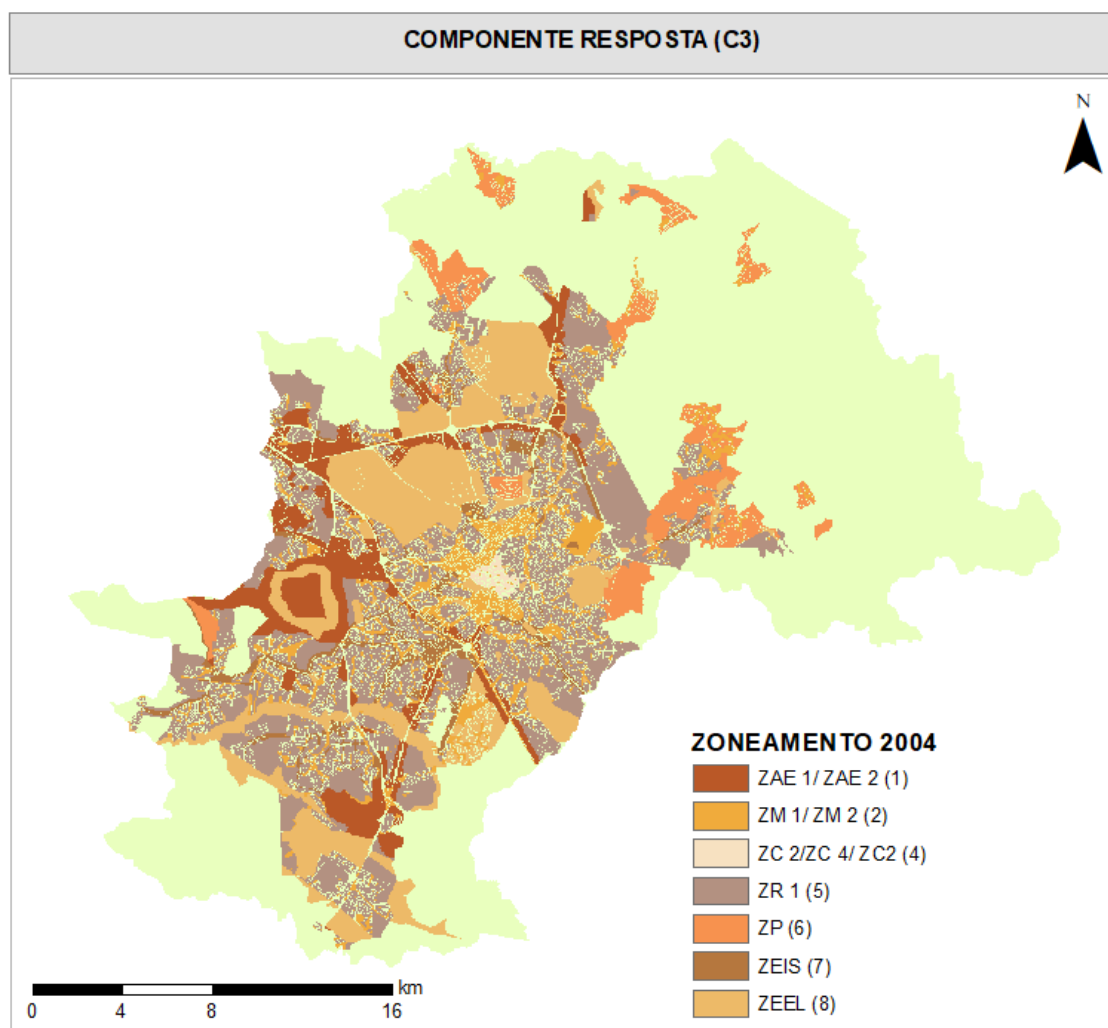 COMPONENTE RESPOSTA (C3)
N
ZONEAMENTO 2004
ZAE 1/ ZAE 2 (1)
ZM 1/ ZM 2 (2)
ZC 2/ZC 4/ ZC2 (4)
ZR 1 (5)
ZP (6)
ZEIS (7)
ZEEL (8)
km
0 4 8 16